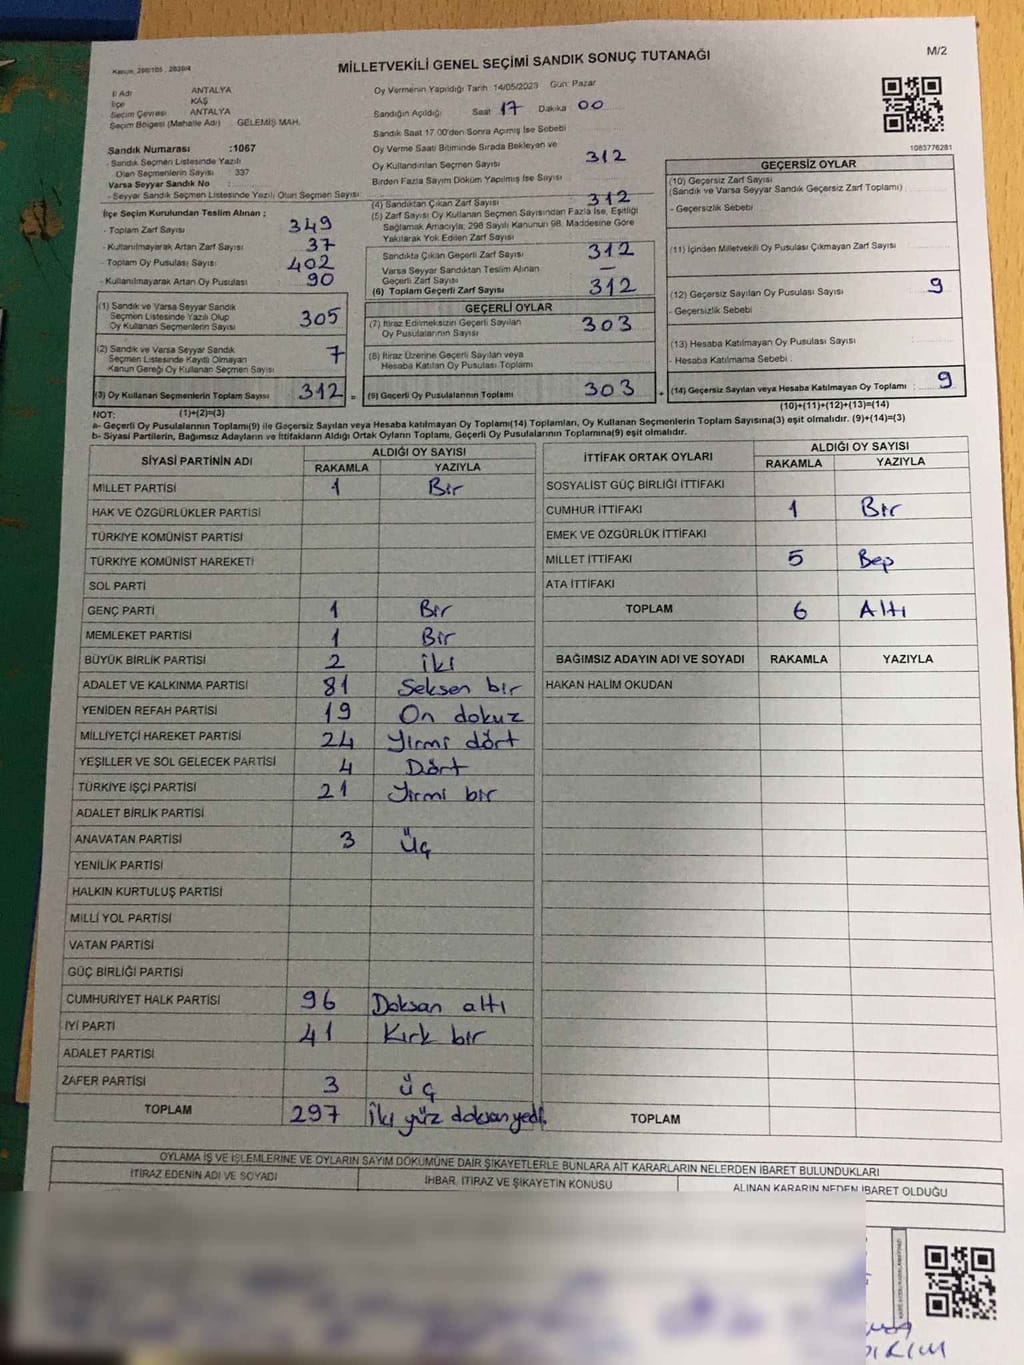 Kanun, 298/105 , 2839/4
M/2
MİLLETVEKİLİ GENEL SEÇİMİ SANDIK SONUÇ TUTANAĞI
İl Adı ANTALYA
İlçe KAŞ
Seçim Çevresi ANTALYA
Seçim Bölgesi (Mahalle Adı) : GELEMİŞ MAH.
Sandık Numarası :1067
- Sandık Seçmen Listesinde Yazılı
Olan Seçmenlerin Sayısı : 337
Varsa Seyyar Sandık No :
- Seyyar Sandık Seçmen Listesinde Yazılı Olan Seçmen Sayısı :
İlçe Seçim Kurulundan Teslim Alınan ;
- Toplam Zarf Sayısı 349
- Kullanılmayarak Artan Zarf Sayısı 37
- Toplam Oy Pusulası Sayısı 402
- Kullanılmayarak Artan Oy Pusulası 90
(1) Sandık ve Varsa Seyyar Sandık
Seçmen Listesinde Yazılı Olup
Oy Kullanan Seçmenlerin Sayısı 305
(2) Sandık ve Varsa Seyyar Sandık
Seçmen Listesinde Kayıtlı Olmayan
Kanun Gereği Oy Kullanan Seçmen Sayısı 7
(3) Oy Kullanan Seçmenlerin Toplam Sayısı 312 =
(1)+(2)=(3)
Oy Vermenin Yapıldığı Tarih 14/05/2023 Gün: Pazar
Sandığın Açıldığı Saat 17 Dakika 00
Sandık Saat 17.00'den Sonra Açılmış İse Sebebi
Oy Verme Saati Bitiminde Sırada Bekleyen ve
Oy Kullandırılan Seçmen Sayısı 312
Birden Fazla Sayım Döküm Yapılmış İse Sayısı :
(4) Sandıktan Çıkan Zarf Sayısı 312
(5) Zarf Sayısı Oy Kullanan Seçmen Sayısından Fazla İse, Eşitliği
Sağlamak Amacıyla; 298 Sayılı Kanunun 98. Maddesine Göre
Yakılarak Yok Edilen Zarf Sayısı
Sandıkta Çıkan Geçerli Zarf Sayısı 312
Varsa Seyyar Sandıktan Teslim Alınan
Geçerli Zarf Sayısı —
(6) Toplam Geçerli Zarf Sayısı 312
GEÇERLİ OYLAR
(7) İtiraz Edilmeksizin Geçerli Sayılan
Oy Pusulalarının Sayısı 303
(8) İtiraz Üzerine Geçerli Sayılan veya
Hesaba Katılan Oy Pusulası Toplamı
(9) Geçerli Oy Pusulalarının Toplamı 303 +
1083776281
GEÇERSİZ OYLAR
(10) Geçersiz Zarf Sayısı
(Sandık ve Varsa Seyyar Sandık Geçersiz Zarf Toplamı) :
- Geçersizlik Sebebi :
(11) İçinden Milletvekili Oy Pusulası Çıkmayan Zarf Sayısı
(12) Geçersiz Sayılan Oy Pusulası Sayısı 9
- Geçersizlik Sebebi :
(13) Hesaba Katılmayan Oy Pusulası Sayısı
- Hesaba Katılmama Sebebi :
(14) Geçersiz Sayılan veya Hesaba Katılmayan Oy Toplamı : 9
(10)+(11)+(12)+(13)=(14)
NOT:
a- Geçerli Oy Pusulalarının Toplamı(9) ile Geçersiz Sayılan veya Hesaba katılmayan Oy Toplamı(14) Toplamları, Oy Kullanan Seçmenlerin Toplam Sayısına(3) eşit olmalıdır. (9)+(14)=(3)
b- Siyasi Partilerin, Bağımsız Adayların ve İttifakların Aldığı Ortak Oyların Toplamı, Geçerli Oy Pusulalarının Toplamına(9) eşit olmalıdır.
SİYASİ PARTİNİN ADI ALDIĞI OY SAYISI
RAKAMLA YAZIYLA
MİLLET PARTİSİ 1 Bir
HAK VE ÖZGÜRLÜKLER PARTİSİ
TÜRKİYE KOMÜNİST PARTİSİ
TÜRKİYE KOMÜNİST HAREKETİ
SOL PARTİ
GENÇ PARTİ 1 Bir
MEMLEKET PARTİSİ 1 Bir
BÜYÜK BİRLİK PARTİSİ 2 iki
ADALET VE KALKINMA PARTİSİ 81 Seksen bir
YENİDEN REFAH PARTİSİ 19 On dokuz
MİLLİYETÇİ HAREKET PARTİSİ 24 Yirmi dört
YEŞİLLER VE SOL GELECEK PARTİSİ 4 Dört
TÜRKİYE İŞÇİ PARTİSİ 21 Yirmi bir
ADALET BİRLİK PARTİSİ
ANAVATAN PARTİSİ 3 Üç
YENİLİK PARTİSİ
HALKIN KURTULUŞ PARTİSİ
MİLLİ YOL PARTİSİ
VATAN PARTİSİ
GÜÇ BİRLİĞİ PARTİSİ
CUMHURİYET HALK PARTİSİ 96 Doksan altı
İYİ PARTİ 41 Kırk bir
ADALET PARTİSİ
ZAFER PARTİSİ 3 üç
TOPLAM 297 İki yüz doksan yedi.
İTTİFAK ORTAK OYLARI ALDIĞI OY SAYISI
RAKAMLA YAZIYLA
SOSYALİST GÜÇ BİRLİĞİ İTTİFAKI
CUMHUR İTTİFAKI 1 Bir
EMEK VE ÖZGÜRLÜK İTTİFAKI
MİLLET İTTİFAKI 5 Beş
ATA İTTİFAKI
TOPLAM 6 Altı
BAĞIMSIZ ADAYIN ADI VE SOYADI RAKAMLA YAZIYLA
HAKAN HALİM OKUDAN
TOPLAM
OYLAMA İŞ VE İŞLEMLERİNE VE OYLARIN SAYIM DÖKÜMÜNE DAİR ŞİKAYETLERLE BUNLARA AİT KARARLARIN NELERDEN İBARET BULUNDUKLARI
İTİRAZ EDENİN ADI VE SOYADI İHBAR, İTİRAZ VE ŞİKAYETİN KONUSU ALINAN KARARIN NEDEN İBARET OLDUĞU